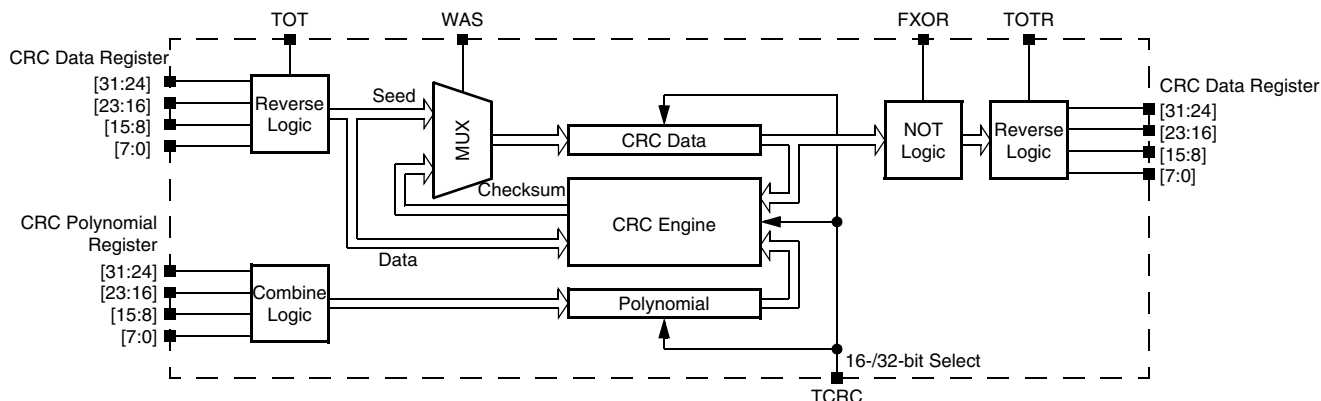 TOT
WAS
FXOR
TOTR
CRC Data Register
[31:24]
[23:16]
[15:8]
[7:0]
Reverse
Logic
Seed
MUX
CRC Data
NOT
Logic
Reverse
Logic
CRC Data Register
[31:24]
[23:16]
[15:8]
[7:0]
Checksum
CRC Engine
Data
CRC Polynomial
Register
[31:24]
[23:16]
[15:8]
[7:0]
Combine
Logic
Polynomial
16-/32-bit Select
TCRC